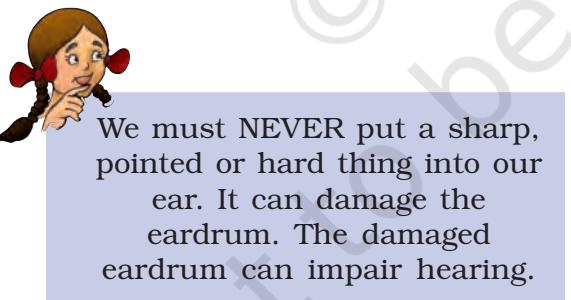 We must NEVER put a sharp,
pointed or hard thing into our
ear. It can damage the
eardrum. The damaged
eardrum can impair hearing.